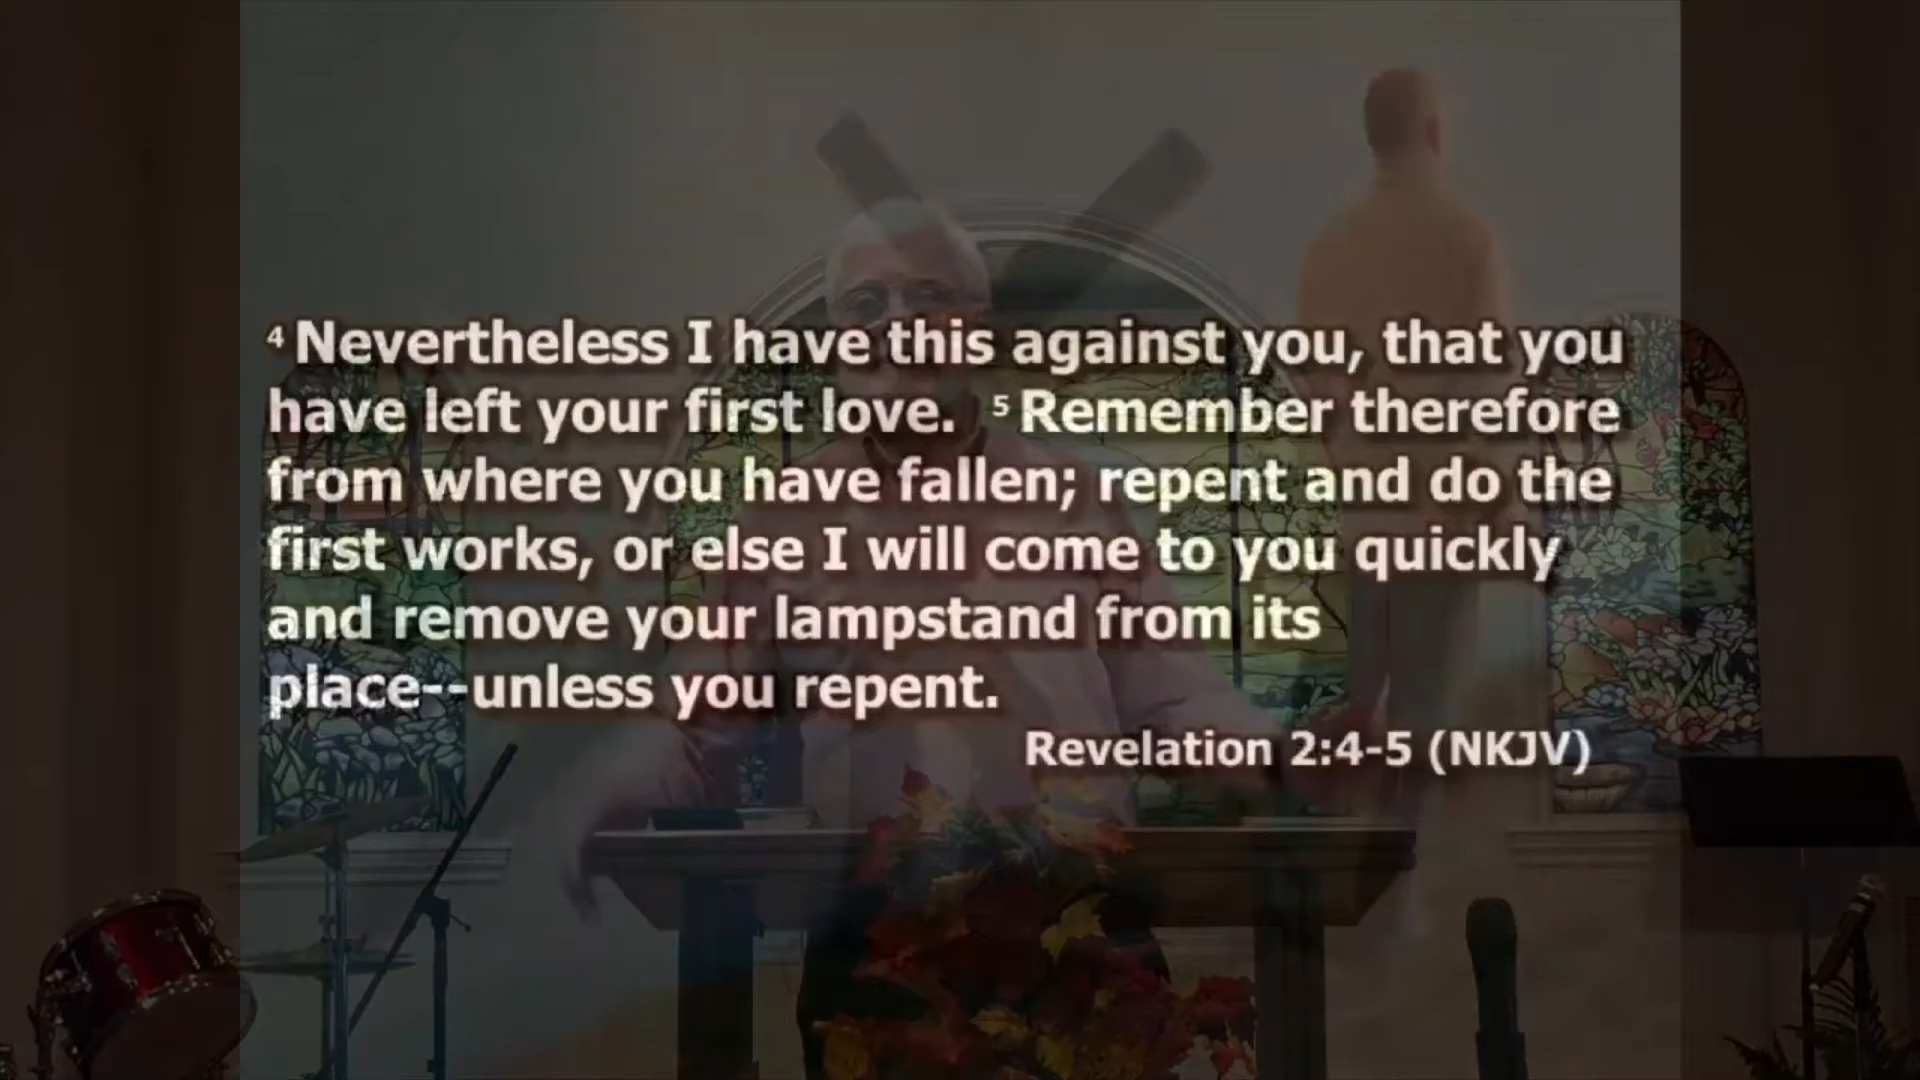 4 Nevertheless I have this against you, that you
have left your first love. 5 Remember therefore
from where you have fallen; repent and do the
first works, or else I will come to you quickly
and remove your lampstand from its
place--unless you repent.
Revelation 2:4-5 (NKJV)